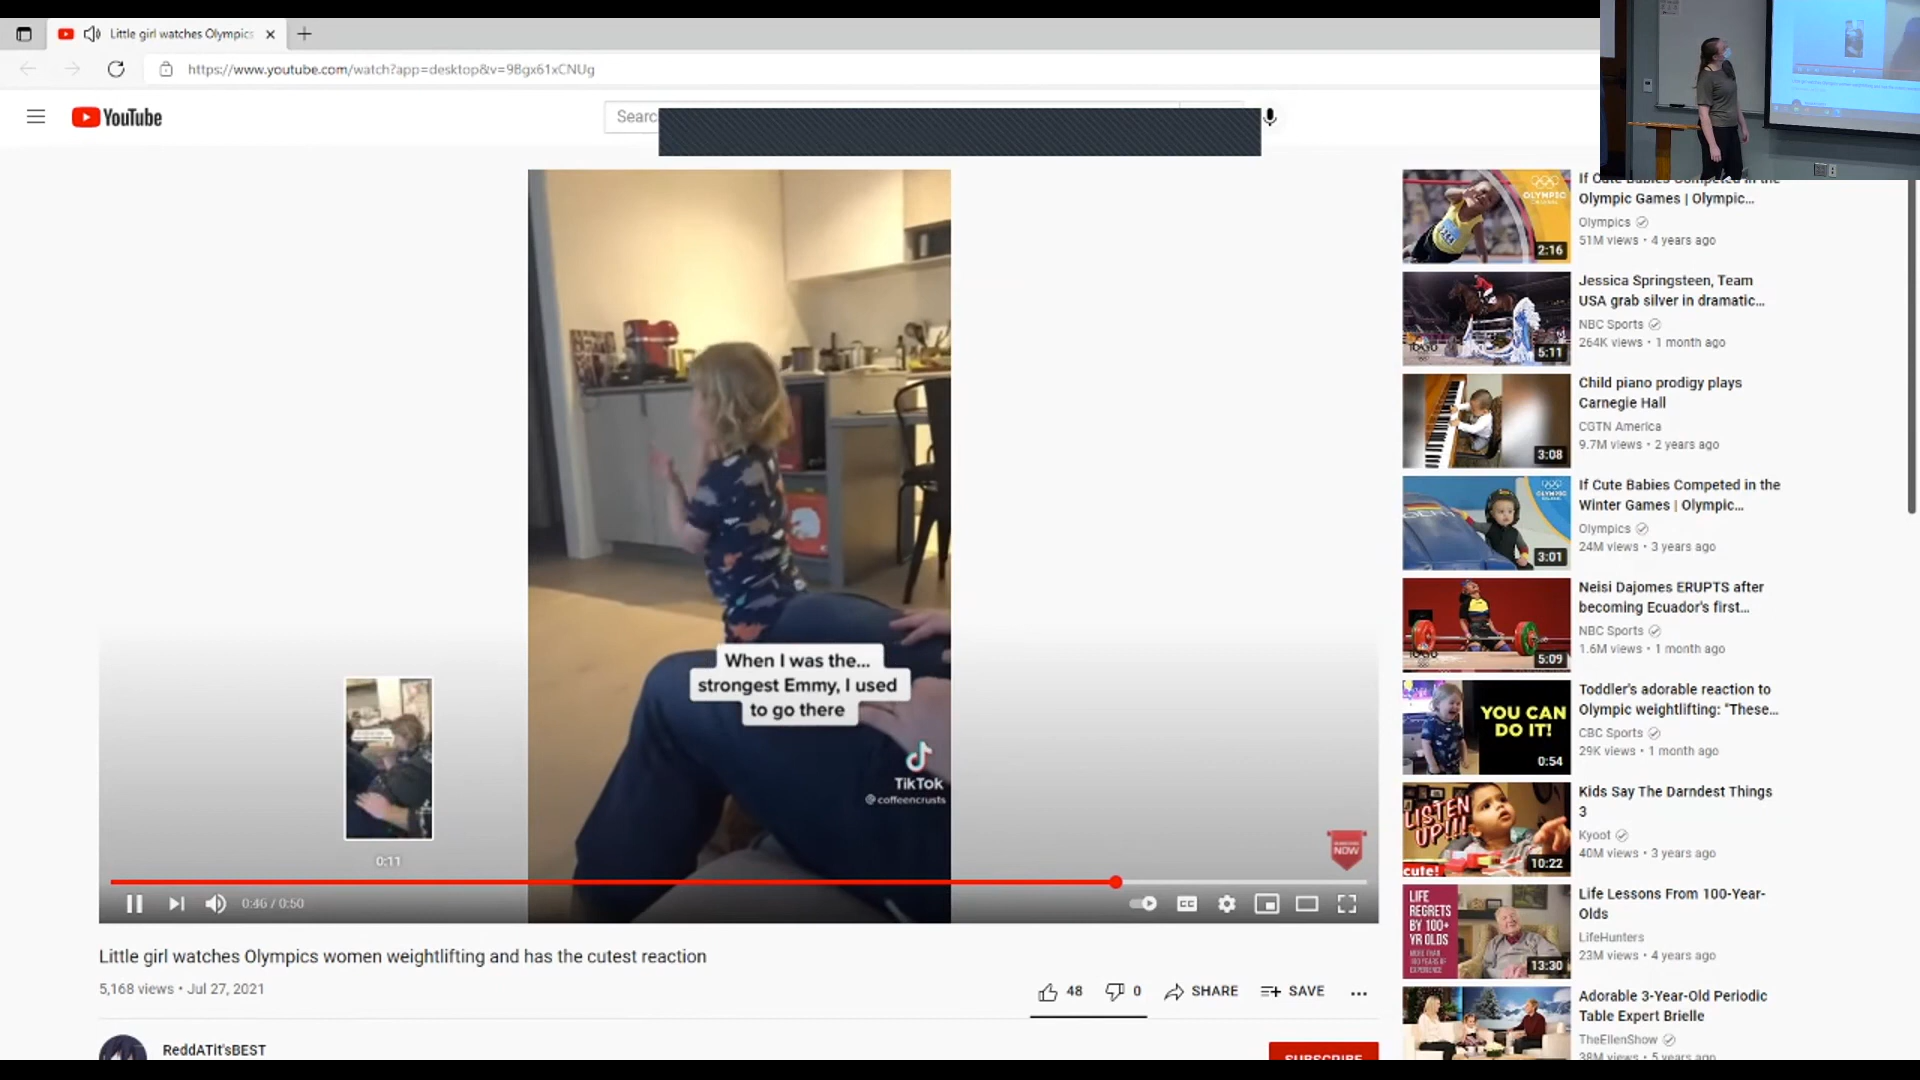 Little girl watches Olympics
https://www.youtube.com/watch?app=desktop&v=9Bgx61xCNUg
YouTube
Searc
When I was the...
strongest Emmy, I used
to go there
TikTok
@coffeencrusts
NOW
0:11
0:46 / 0:50
CC
Little girl watches Olympics women weightlifting and has the cutest reaction
5,168 views • Jul 27, 2021
48
0
SHARE
SAVE
ReddATit'sBEST
SUBSCRIBE
2:16
If Cute Babies Competed in the
Olympic Games | Olympic...
Olympics
51M views • 4 years ago
5:11
Jessica Springsteen, Team
USA grab silver in dramatic...
NBC Sports
264K views • 1 month ago
3:08
Child piano prodigy plays
Carnegie Hall
CGTN America
9.7M views • 2 years ago
3:01
If Cute Babies Competed in the
Winter Games | Olympic...
Olympics
24M views • 3 years ago
5:09
Neisi Dajomes ERUPTS after
becoming Ecuador's first...
NBC Sports
1.6M views • 1 month ago
YOU CAN
DO IT!
0:54
Toddler's adorable reaction to
Olympic weightlifting: "These...
CBC Sports
29K views • 1 month ago
LISTEN
UP!!!
cute!
10:22
Kids Say The Darndest Things
3
Kyoot
40M views • 3 years ago
LIFE
REGRETS
BY 100+
YR OLDS
13:30
Life Lessons From 100-Year-
Olds
LifeHunters
23M views • 4 years ago
Adorable 3-Year-Old Periodic
Table Expert Brielle
TheEllenShow
38M views • 5 years ago